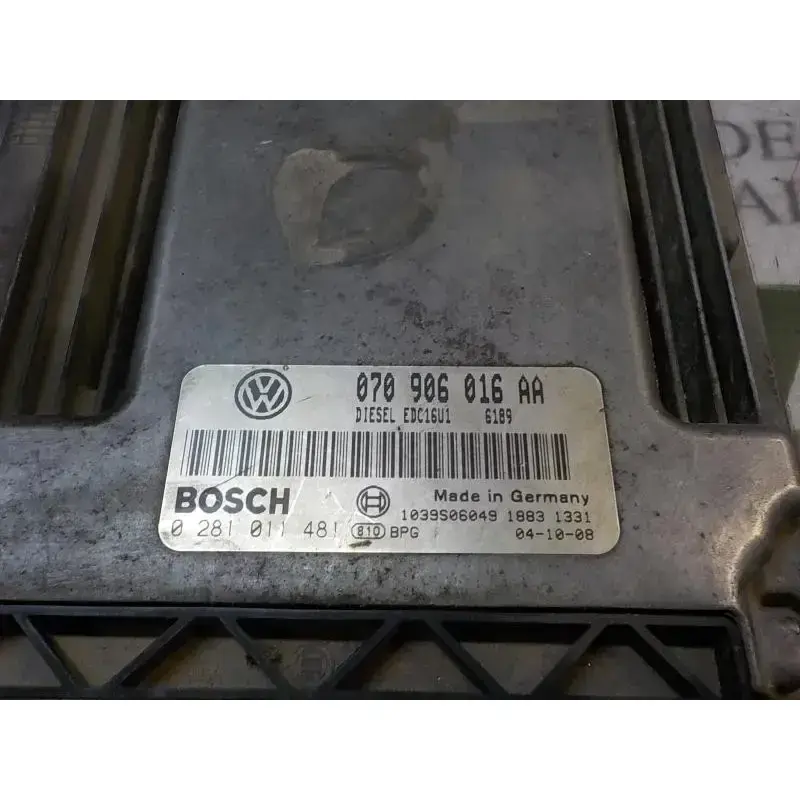 070 906 016 AA
DIESEL EDC16U1 6189
BOSCH Made in Germany
1039S06049 1883 1331
0 281 011 481 810 BPG 04-10-08